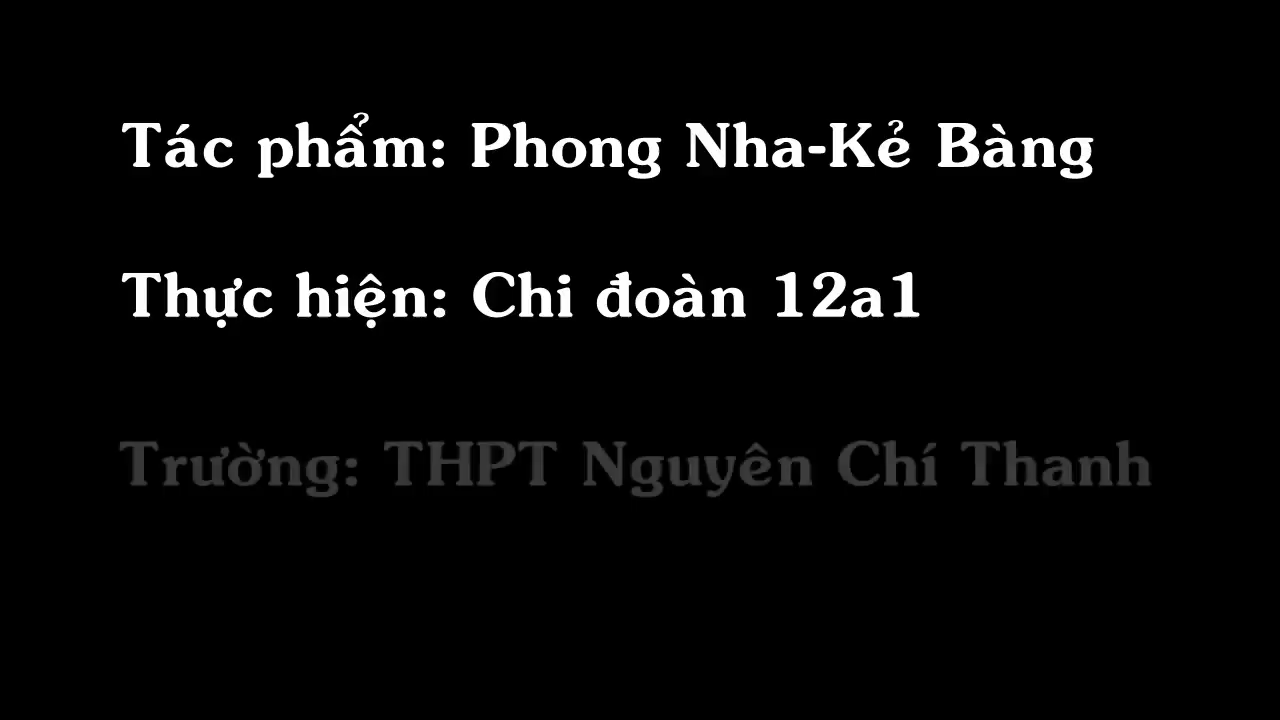 Tác phẩm: Phong Nha-Kẻ Bàng
Thực hiện: Chi đoàn 12a1
Trường: THPT Nguyên Chí Thanh